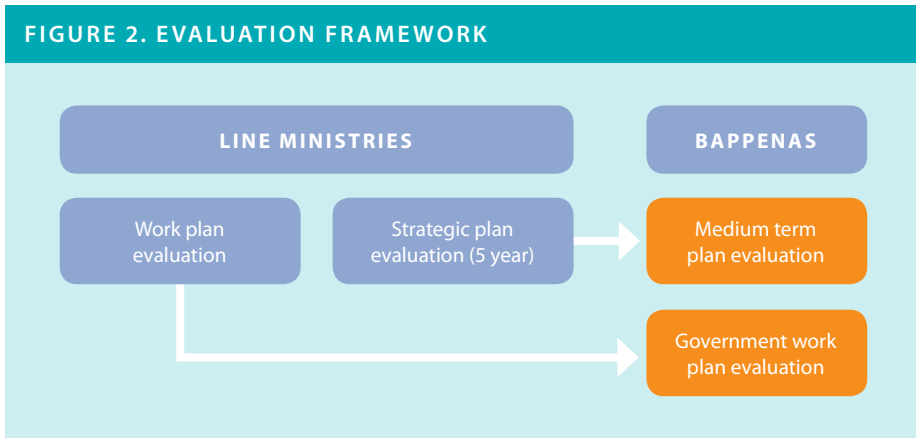 FIGURE 2. EVALUATION FRAMEWORK
LINE MINISTRIES
BAPPENAS
Work plan
evaluation
Strategic plan
evaluation (5 year)
Medium term
plan evaluation
Government work
plan evaluation